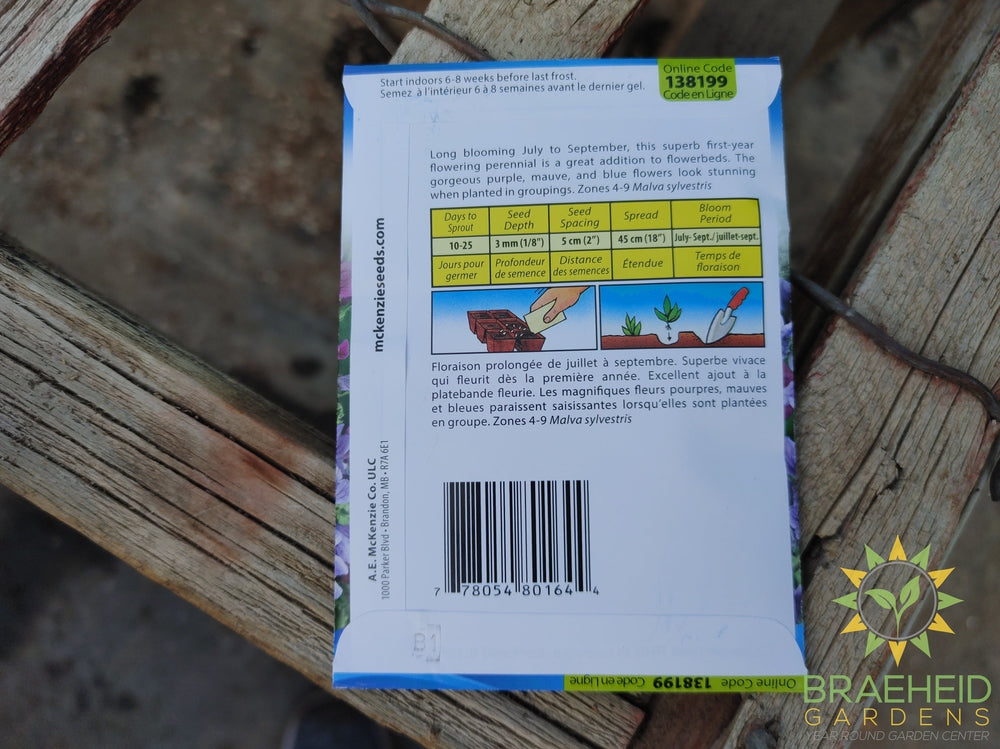 Start indoors 6-8 weeks before last frost.
Semez à l'intérieur 6 à 8 semaines avant le dernier gel.
Online Code
138199
Code en Ligne
Long blooming July to September, this superb first-year
flowering perennial is a great addition to flowerbeds. The
gorgeous purple, mauve, and blue flowers look stunning
when planted in groupings. Zones 4-9 Malva sylvestris
Days to Sprout
Seed Depth
Seed Spacing
Spread
Bloom Period
10-25
3 mm (1/8")
5 cm (2")
45 cm (18")
July- Sept./ juillet-sept.
Jours pour germer
Profondeur de semence
Distance des semences
Étendue
Temps de floraison
Floraison prolongée de juillet à septembre. Superbe vivace
qui fleurit dès la première année. Excellent ajout à la
platebande fleurie. Les magnifiques fleurs pourpres, mauves
et bleues paraissent saisissantes lorsqu'elles sont plantées
en groupe. Zones 4-9 Malva sylvestris
mckenzieseeds.com
A.E. McKenzie Co. ULC
1000 Parker Blvd • Brandon, MB • R7A 6E1
7 78054 80164 4
B1
Online Code 138199 Code en Ligne
BRAEHEID
GARDENS
YEAR ROUND GARDEN CENTER